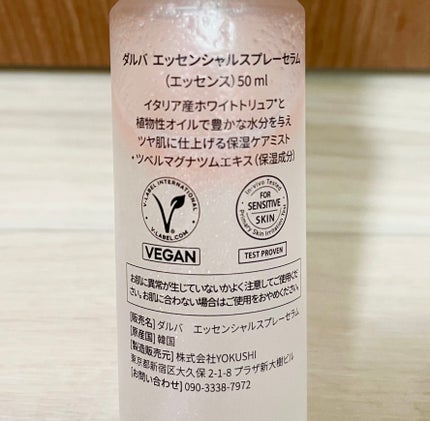 ダルバ エッセンシャルスプレーセラム
(エッセンス) 50 ml
イタリア産ホワイトトリュフ*と
植物性オイルで豊かな水分を与え
ツヤ肌に仕上げる保湿ケアミスト
・ツベルマグナツムエキス（保湿成分）
V-LABEL INTERNATIONAL
V-LABEL.COM
VEGAN
In-vivo Tested
FOR
SENSITIVE
SKIN
Primary Skin Irritation Test
TEST PROVEN
お肌に異常が生じていないかよく注意してご使用くだ
さい。お肌に合わない場合はご使用をおやめください。
[販売名] ダルバ エッセンシャルスプレーセラム
[原産国] 韓国
[製造販売元] 株式会社YOKUSHI
東京都新宿区大久保 2-1-8 プラザ新大樹ビル
[お問い合わせ] 090-3338-7972